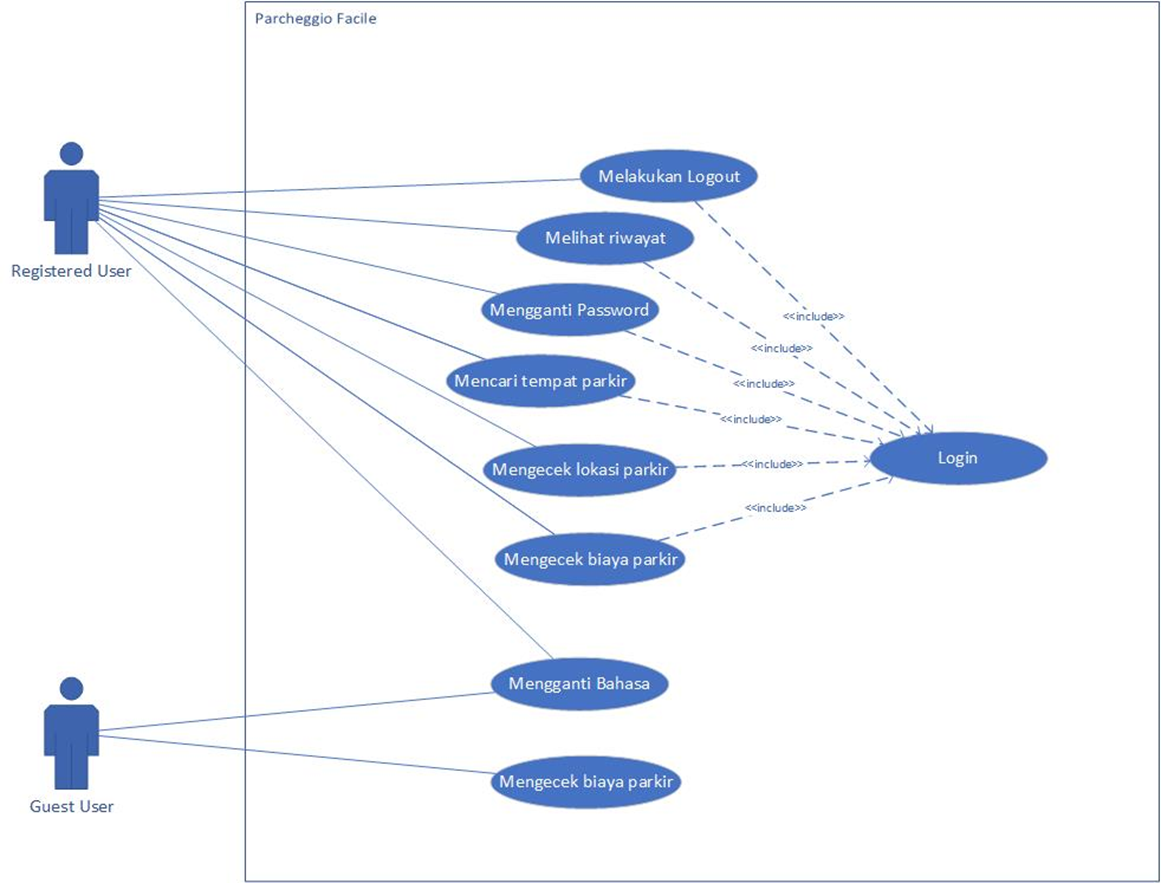 Parcheggio Facile
Melakukan Logout
Melihat riwayat
Registered User
Mengganti Password
<<include>>
<<include>>
Mencari tempat parkir
<<include>>
<<include>>
Login
Mengecek lokasi parkir
<<include>>
<<include>>
Mengecek biaya parkir
Mengganti Bahasa
Mengecek biaya parkir
Guest User